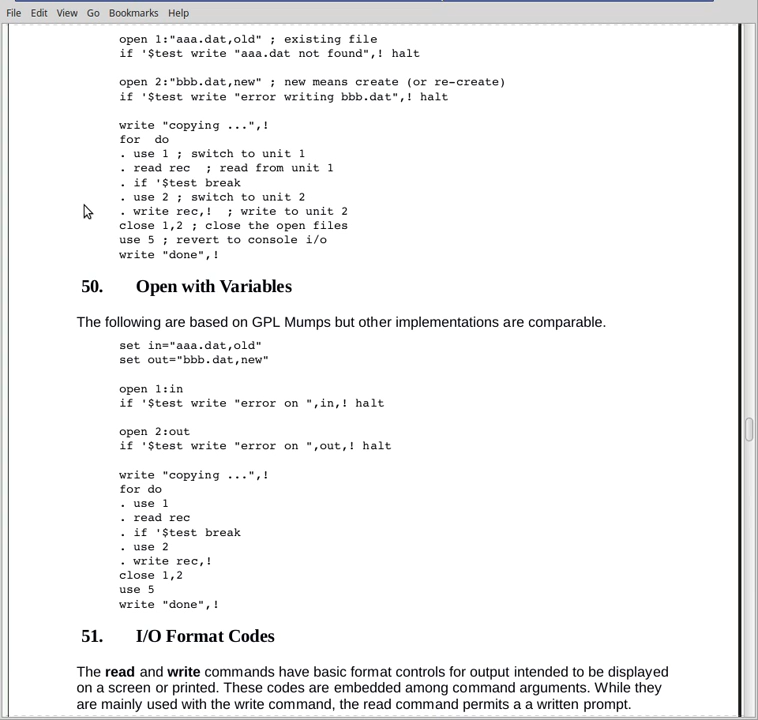 File Edit View Go Bookmarks Help
open 1:"aaa.dat,old" ; existing file
if '$test write "aaa.dat not found",! halt
open 2:"bbb.dat,new" ; new means create (or re-create)
if '$test write "error writing bbb.dat",! halt
write "copying ...",!
for  do
. use 1 ; switch to unit 1
. read rec  ; read from unit 1
. if '$test break
. use 2 ; switch to unit 2
. write rec,!  ; write to unit 2
close 1,2 ; close the open files
use 5 ; revert to console i/o
write "done",!
50. Open with Variables
The following are based on GPL Mumps but other implementations are comparable.
set in="aaa.dat,old"
set out="bbb.dat,new"
open 1:in
if '$test write "error on ",in,! halt
open 2:out
if '$test write "error on ",out,! halt
write "copying ...",!
for do
. use 1
. read rec
. if '$test break
. use 2
. write rec,!
close 1,2
use 5
write "done",!
51. I/O Format Codes
The read and write commands have basic format controls for output intended to be displayed
on a screen or printed. These codes are embedded among command arguments. While they
are mainly used with the write command, the read command permits a a written prompt.